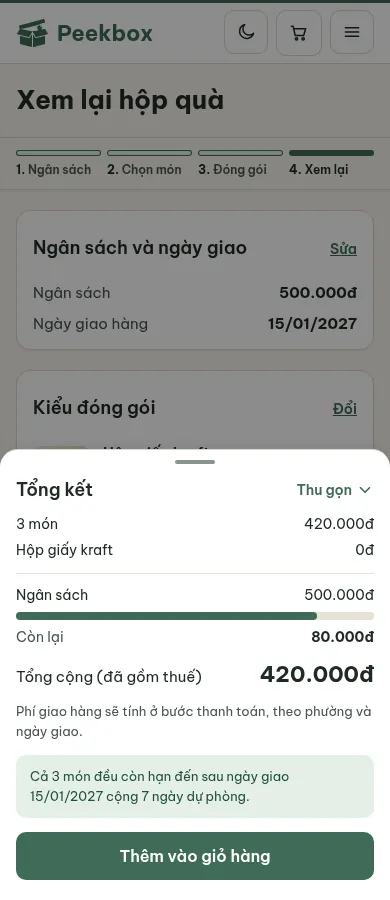 Peekbox
Xem lại hộp quà
1. Ngân sách
2. Chọn món
3. Đóng gói
4. Xem lại
Ngân sách và ngày giao
Sửa
Ngân sách
500.000đ
Ngày giao hàng
15/01/2027
Kiểu đóng gói
Đổi
Tổng kết
Thu gọn
3 món
420.000đ
Hộp giấy kraft
0đ
Ngân sách
500.000đ
Còn lại
80.000đ
Tổng cộng (đã gồm thuế)
420.000đ
Phí giao hàng sẽ tính ở bước thanh toán, theo phường và
ngày giao.
Cả 3 món đều còn hạn đến sau ngày giao
15/01/2027 cộng 7 ngày dự phòng.
Thêm vào giỏ hàng